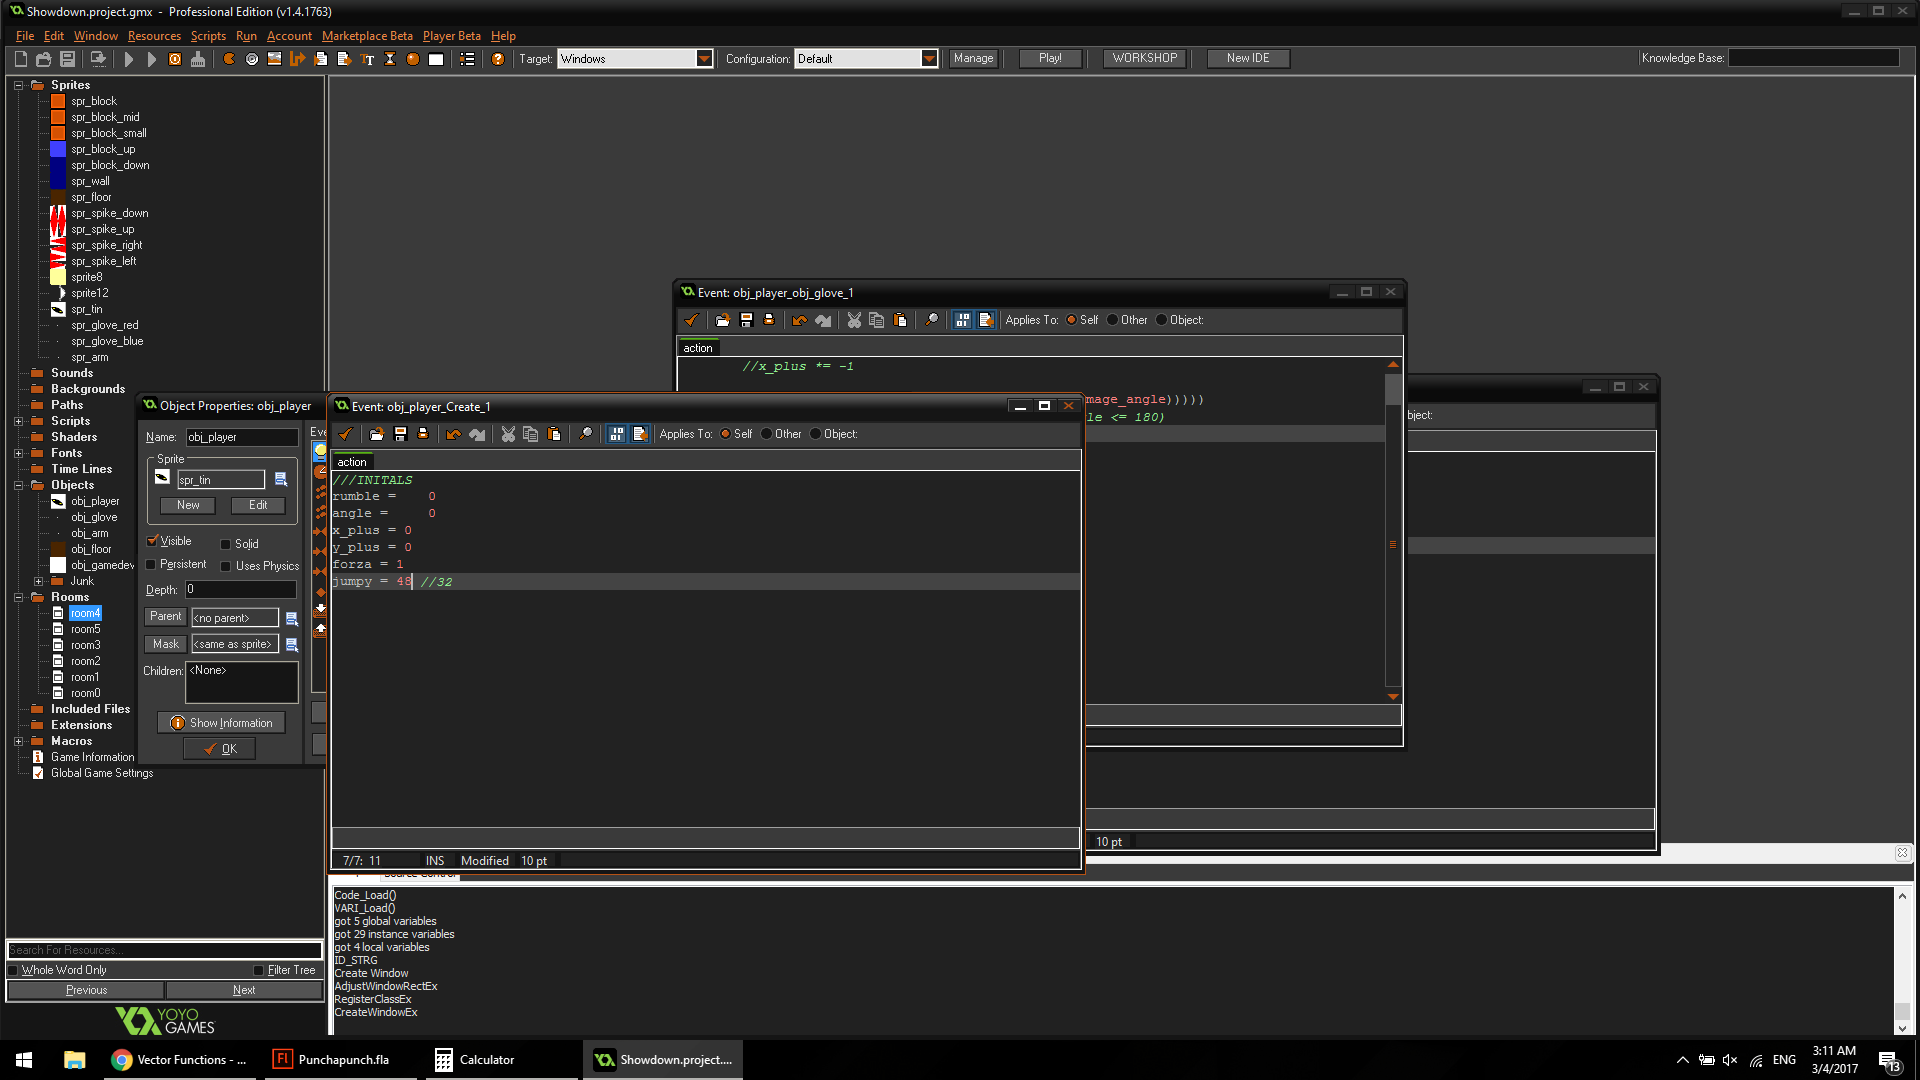 Showdown.project.gmx - Professional Edition (v1.4.1763)
File Edit Window Resources Scripts Run Account Marketplace Beta Player Beta Help
Target: Windows Configuration: Default Manage Play! WORKSHOP New IDE Knowledge Base:
Sprites
spr_block
spr_block_mid
spr_block_small
spr_block_up
spr_block_down
spr_wall
spr_floor
spr_spike_down
spr_spike_up
spr_spike_right
spr_spike_left
sprite8
sprite12
spr_tin
spr_glove_red
spr_glove_blue
spr_arm
Sounds
Backgrounds
Paths
Scripts
Shaders
Fonts
Time Lines
Objects
obj_player
obj_glove
obj_arm
obj_floor
obj_gamedev
Junk
Rooms
room4
room5
room3
room2
room1
room0
Included Files
Extensions
Macros
Game Information
Global Game Settings
Search For Resources...
Whole Word Only Filter Tree
Previous Next
YOYO
GAMES
Object Properties: obj_player
Name: obj_player
Sprite
spr_tin
New Edit
Visible Solid
Persistent Uses Physics
Depth: 0
Parent <no parent>
Mask <same as sprite>
Children: <None>
Show Information
OK
Eve
Event: obj_player_obj_glove_1
Applies To: Self Other Object:
action
//x_plus *= -1
mage_angle)))))
le <= 180)
bject:
10 pt
Event: obj_player_Create_1
Applies To: Self Other Object:
action
///INITALS
rumble = 0
angle = 0
x_plus = 0
y_plus = 0
forza = 1
jumpy = 48 //32
7/7: 11 INS Modified 10 pt
Source Control
Code_Load()
VARI_Load()
got 5 global variables
got 29 instance variables
got 4 local variables
ID_STRG
Create Window
AdjustWindowRectEx
RegisterClassEx
CreateWindowEx
Vector Functions - ... Fl Punchapunch.fla Calculator Showdown.project.... ENG 3:11 AM
3/4/2017 13